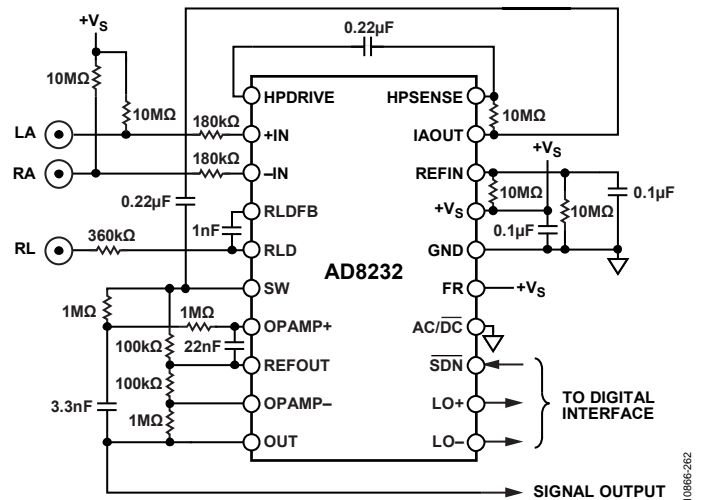 +VS
0.22µF
10MΩ
HPDRIVE
HPSENSE
10MΩ
10MΩ
LA
180kΩ
+IN
IAOUT
RA
180kΩ
–IN
REFIN
0.22µF
10MΩ
0.1µF
+VS
RLDFB
+VS
10MΩ
1nF
0.1µF
RL
360kΩ
RLD
GND
AD8232
SW
FR
+VS
1MΩ
1MΩ
OPAMP+
AC/DC
100kΩ
22nF
REFOUT
SDN
100kΩ
3.3nF
OPAMP–
LO+
TO DIGITAL
INTERFACE
1MΩ
OUT
LO–
SIGNAL OUTPUT
10866-262